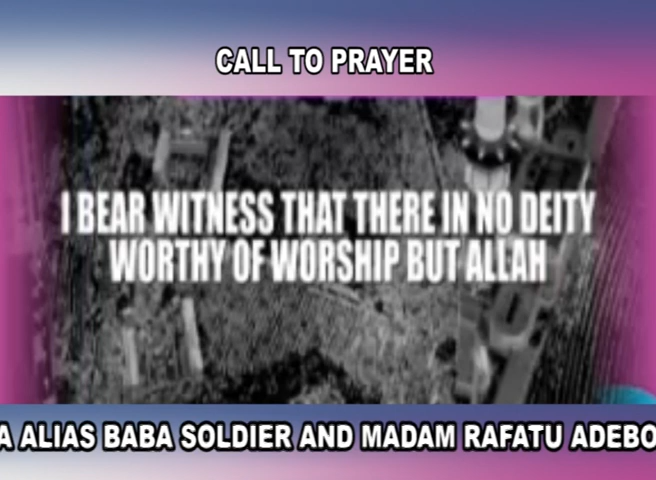 CALL TO PRAYER
I BEAR WITNESS THAT THERE IN NO DEITY
WORTHY OF WORSHIP BUT ALLAH
A ALIAS BABA SOLDIER AND MADAM RAFATU ADEBO